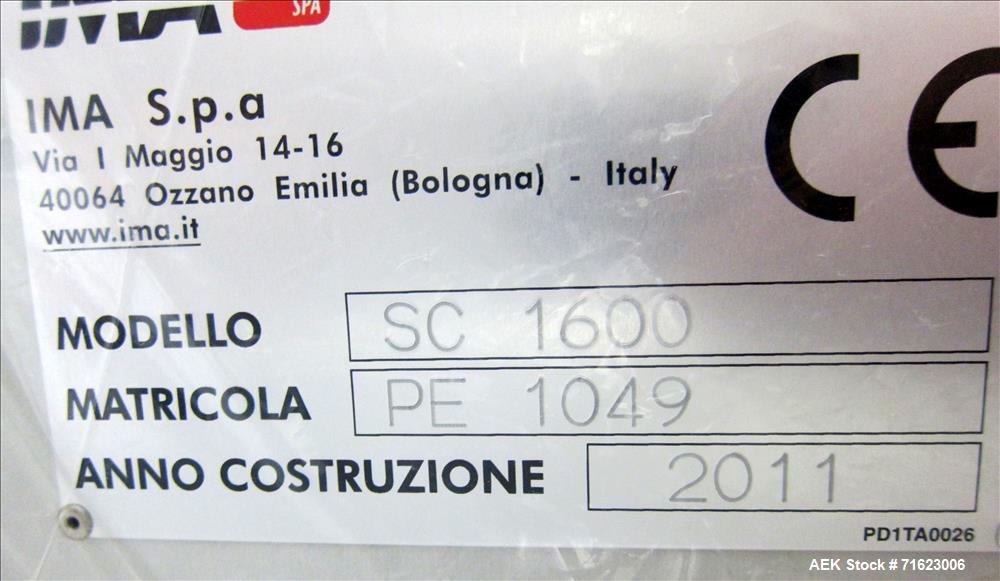 IMA SPA
IMA S.p.a
Via I Maggio 14-16
40064 Ozzano Emilia (Bologna) - Italy
www.ima.it
CE
MODELLO SC 1600
MATRICOLA PE 1049
ANNO COSTRUZIONE 2011
PD1TA0026
AEK Stock # 71623006